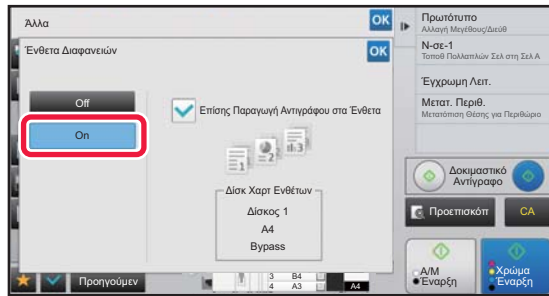 Άλλα
OK
Ένθετα Διαφανειών
OK
Off
On
Επίσης Παραγωγή Αντιγράφου στα Ένθετα
Δίσκ Χαρτ Ενθέτων
Δίσκος 1
A4
Bypass
Προηγούμεν
3 B4
4 A3
A4
Πρωτότυπο
Αλλαγή Μεγέθους/Διεύθ
N-σε-1
Τοποθ Πολλαπλών Σελ στη Σελ Α
Έγχρωμη Λειτ.
Μετατ. Περιθ.
Μετατόπιση Θέσης για Περιθώριο
Δοκιμαστικό
Αντίγραφο
Προεπισκόπ
CA
Α/Μ
Έναρξη
Χρώμα
Έναρξη